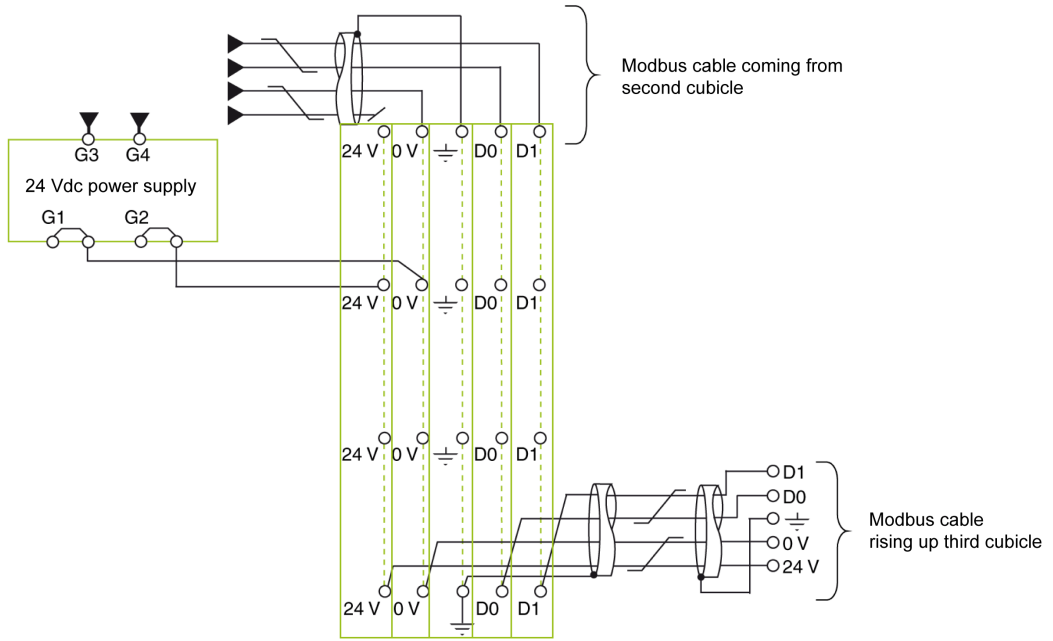 Modbus cable coming from
second cubicle
G3 G4
24 Vdc power supply
G1 G2
24 V 0 V D0 D1
24 V 0 V D0 D1
24 V 0 V D0 D1
24 V 0 V D0 D1
D1
D0
0 V
24 V
Modbus cable
rising up third cubicle